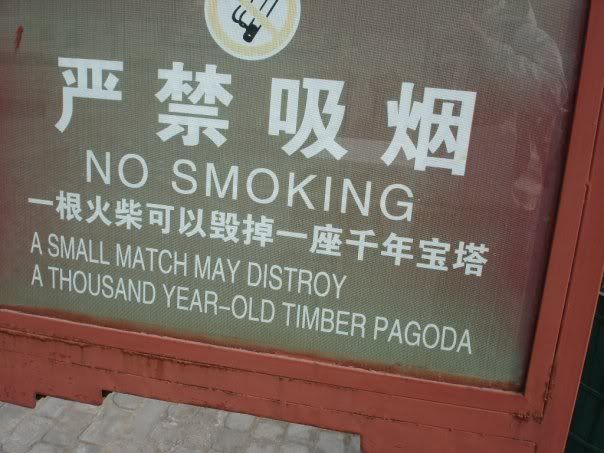 严禁吸烟
NO SMOKING
一根火柴可以毁掉一座千年宝塔
A SMALL MATCH MAY DISTROY
A THOUSAND YEAR-OLD TIMBER PAGODA